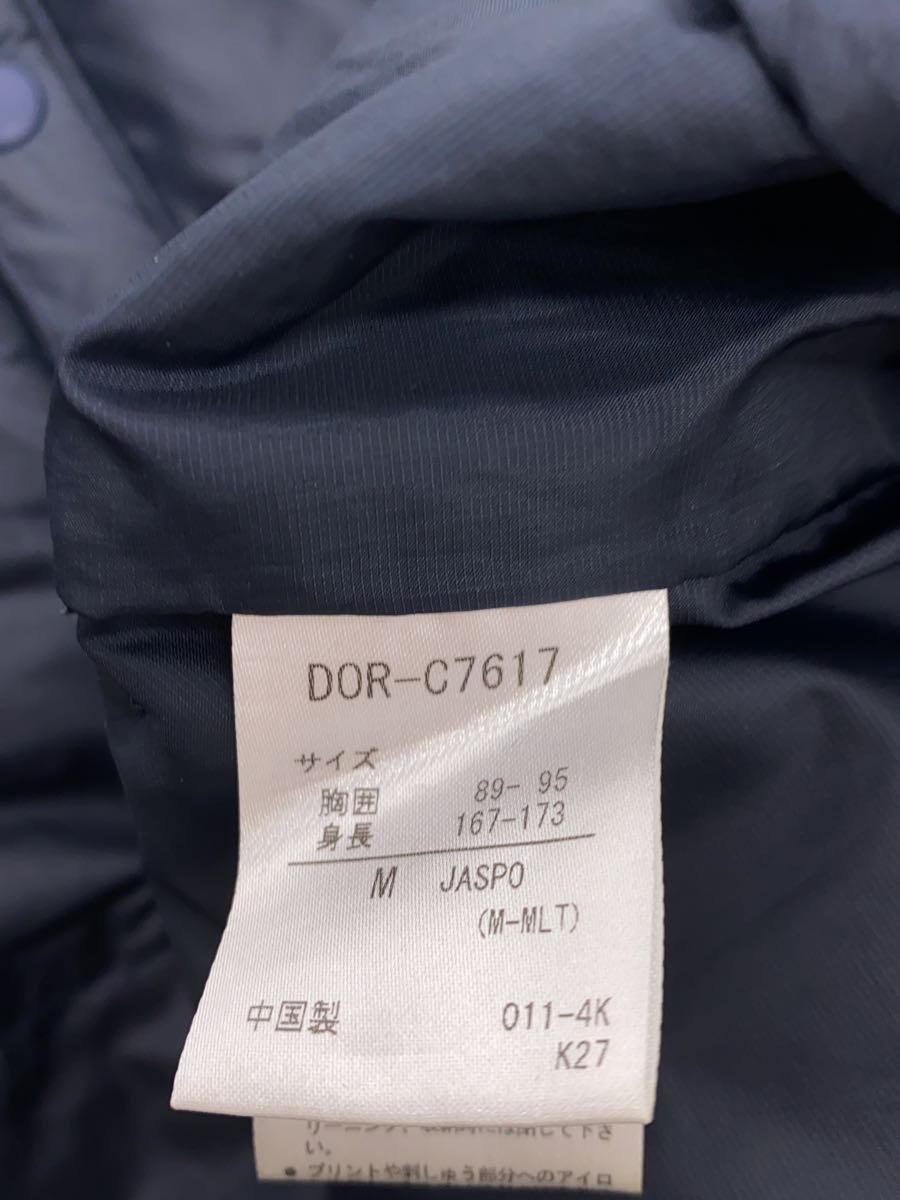 DOR-C7617
サイズ
胸囲 89- 95
身長 167-173
M JASPO
(M-MLT)
中国製 011-4K
K27
い。
● プリントや刺しゅう部分へのアイロ